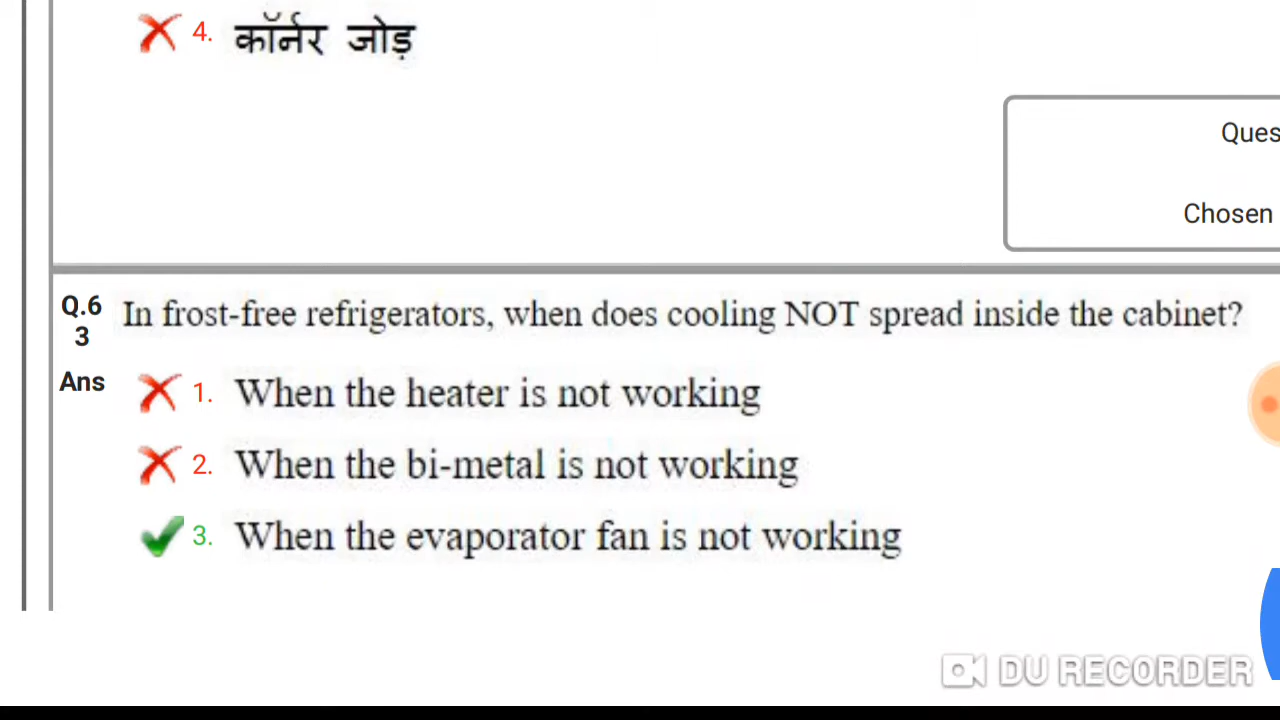 4. कॉर्नर जोड़
Ques
Chosen
Q.6
3
In frost-free refrigerators, when does cooling NOT spread inside the cabinet?
Ans
1. When the heater is not working
2. When the bi-metal is not working
3. When the evaporator fan is not working
DU RECORDER